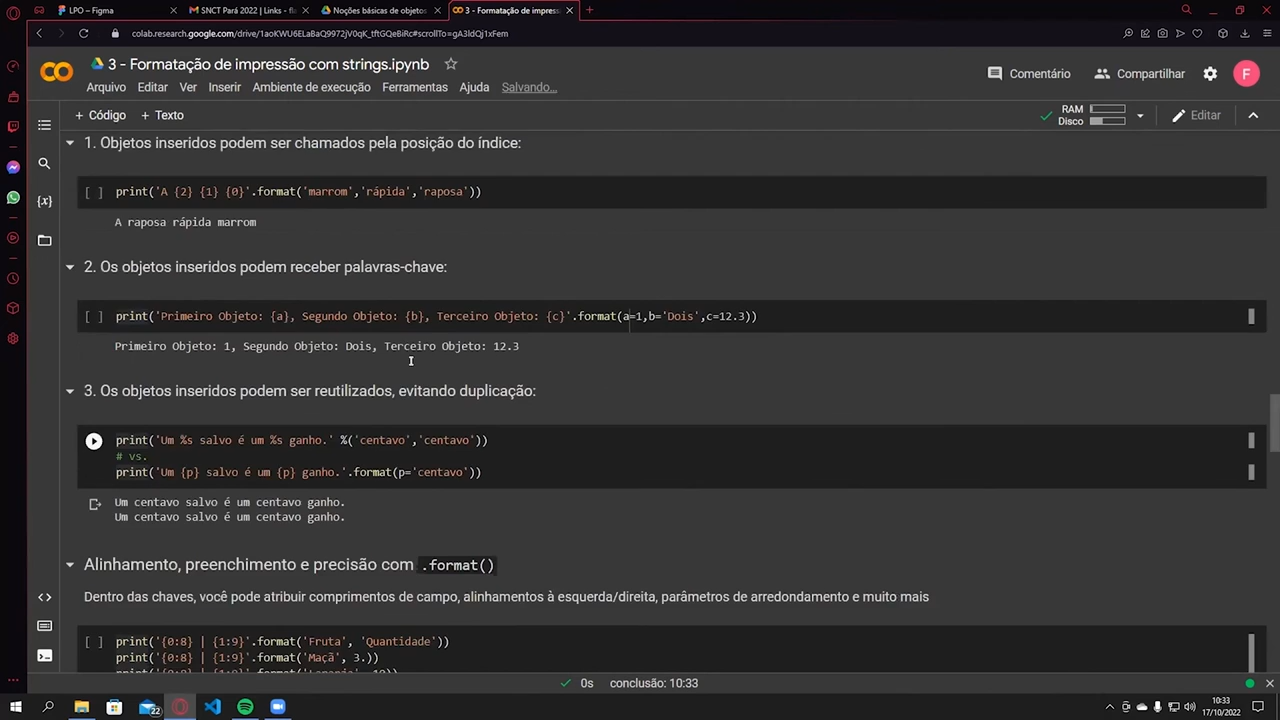 LPO – Figma
SNCT Pará 2022 | Links - fla
Noções básicas de objetos
3 - Formatação de impress
colab.research.google.com/drive/1aoKWU6ELaBaQ9972jV0qK_tftGQeBiRc#scrollTo=gA3ldQj1xFem
3 - Formatação de impressão com strings.ipynb
Arquivo Editar Ver Inserir Ambiente de execução Ferramentas Ajuda Salvando...
Comentário Compartilhar F
+ Código + Texto
RAM
Disco
Editar
1. Objetos inseridos podem ser chamados pela posição do índice:
[ ] print('A {2} {1} {0}'.format('marrom','rápida','raposa'))
A raposa rápida marrom
2. Os objetos inseridos podem receber palavras-chave:
[ ] print('Primeiro Objeto: {a}, Segundo Objeto: {b}, Terceiro Objeto: {c}'.format(a=1,b='Dois',c=12.3))
Primeiro Objeto: 1, Segundo Objeto: Dois, Terceiro Objeto: 12.3
3. Os objetos inseridos podem ser reutilizados, evitando duplicação:
print('Um %s salvo é um %s ganho.' %('centavo','centavo'))
# vs.
print('Um {p} salvo é um {p} ganho.'.format(p='centavo'))
Um centavo salvo é um centavo ganho.
Um centavo salvo é um centavo ganho.
Alinhamento, preenchimento e precisão com .format()
Dentro das chaves, você pode atribuir comprimentos de campo, alinhamentos à esquerda/direita, parâmetros de arredondamento e muito mais
[ ] print('{0:8} | {1:9}'.format('Fruta', 'Quantidade'))
print('{0:8} | {1:9}'.format('Maçã', 3.))
0s conclusão: 10:33
22
10:33
17/10/2022